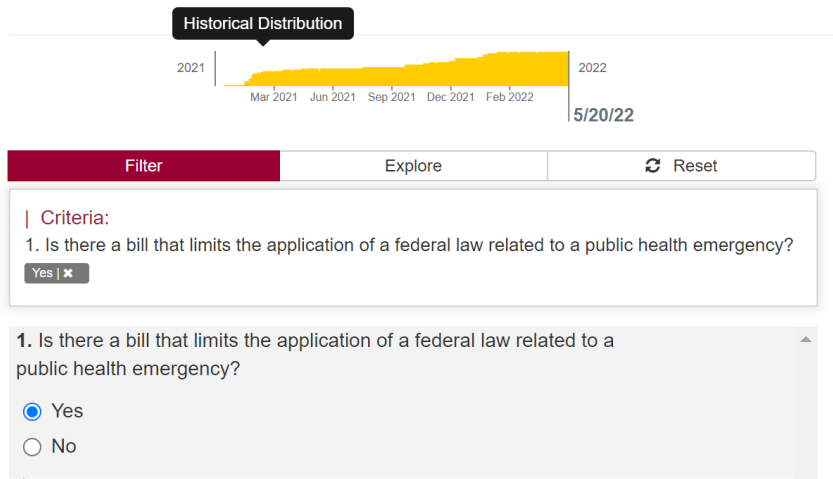 Historical Distribution
2021
2022
Mar 2021 Jun 2021 Sep 2021 Dec 2021 Feb 2022
5/20/22
Filter
Explore
Reset
| Criteria:
1. Is there a bill that limits the application of a federal law related to a public health emergency?
Yes | ✖
1. Is there a bill that limits the application of a federal law related to a
public health emergency?
Yes
No